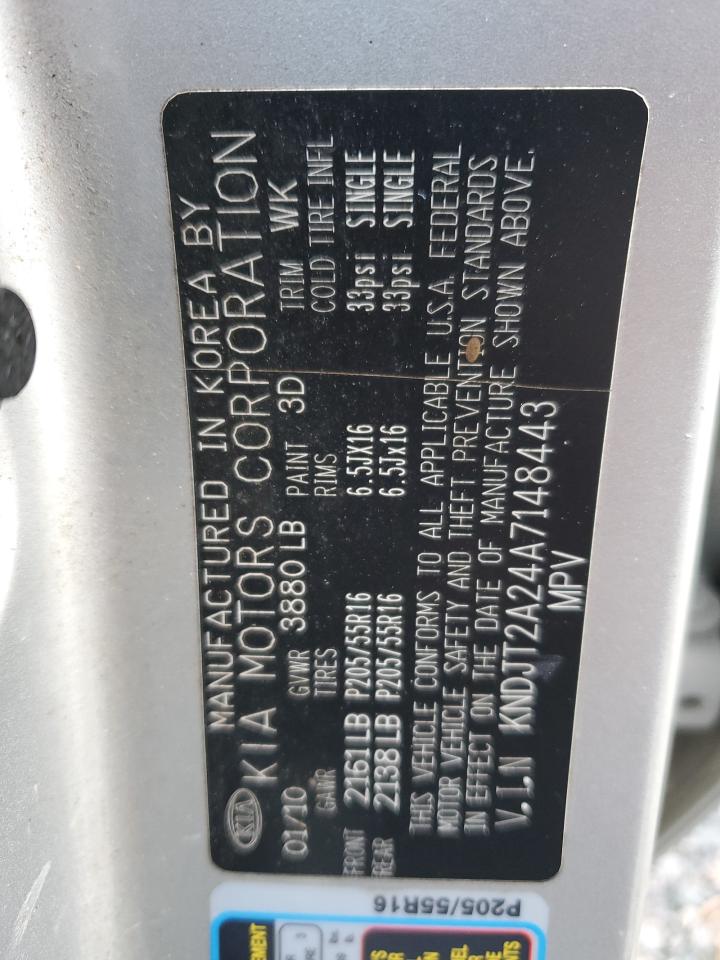 MANUFACTURED IN KOREA BY
KIA KIA MOTORS CORPORATION
01/10 GVWR 3880 LB PAINT 3D TRIM WK
GAWR TIRES RIMS COLD TIRE INFL
FRONT 2161 LB P205/55R16 6.5JX16 33psi SINGLE
REAR 2138 LB P205/55R16 6.5Jx16 33psi SINGLE
THIS VEHICLE CONFORMS TO ALL APPLICABLE U.S.A. FEDERAL
MOTOR VEHICLE SAFETY AND THEFT PREVENTION STANDARDS
IN EFFECT ON THE DATE OF MANUFACTURE SHOWN ABOVE.
V.I.N KNDJT2A24A7148443
MPV
P205/55R16